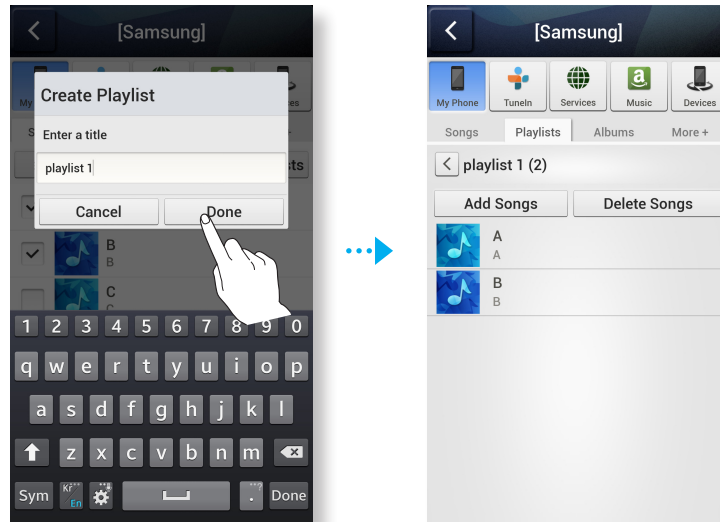 [Samsung]
My
es
Create Playlist
Enter a title
playlist 1
S
ts
Cancel
Done
B
B
C
C
1 2 3 4 5 6 7 8 9 0
q w e r t y u i o p
a s d f g h j k l
z x c v b n m
Sym
Kr
En
. ?
Done
[Samsung]
My Phone
TuneIn
Services
Music
Devices
Songs
Playlists
Albums
More +
playlist 1 (2)
Add Songs
Delete Songs
A
A
B
B